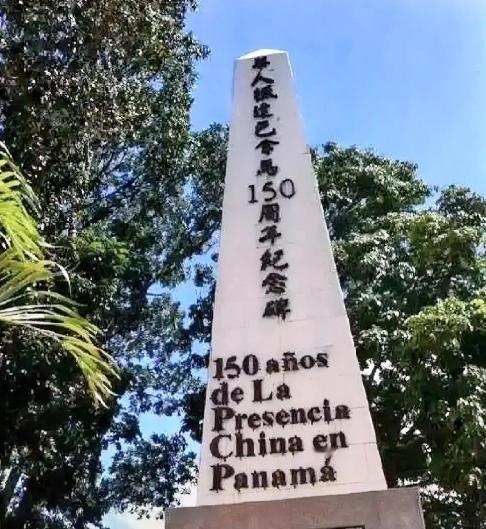 華人抵達巴拿馬150周年紀念碑
150 años
de La
Presencia
China en
Panamá